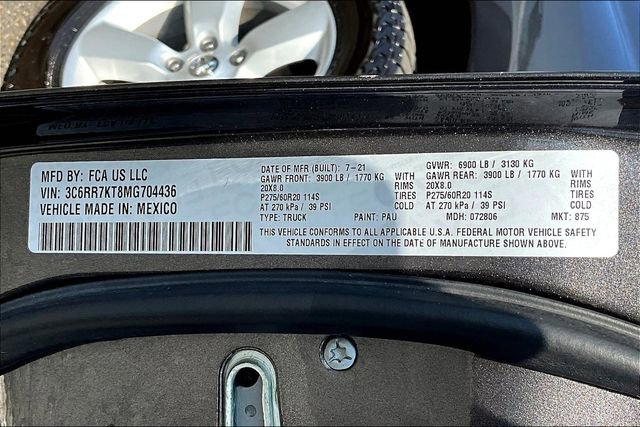 MFD BY: FCA US LLC
VIN: 3C6RR7KT8MG704436
VEHICLE MADE IN: MEXICO
DATE OF MFR (BUILT): 7-21
GAWR FRONT: 3900 LB / 1770 KG WITH
20X8.0 RIMS
P275/60R20 114S TIRES
AT 270 kPa / 39 PSI COLD
TYPE: TRUCK PAINT: PAU
GVWR: 6900 LB / 3130 KG
GAWR REAR: 3900 LB / 1770 KG WITH
20X8.0 RIMS
P275/60R20 114S TIRES
AT 270 kPa / 39 PSI COLD
MDH: 072806 MKT: 875
THIS VEHICLE CONFORMS TO ALL APPLICABLE U.S.A. FEDERAL MOTOR VEHICLE SAFETY
STANDARDS IN EFFECT ON THE DATE OF MANUFACTURE SHOWN ABOVE.